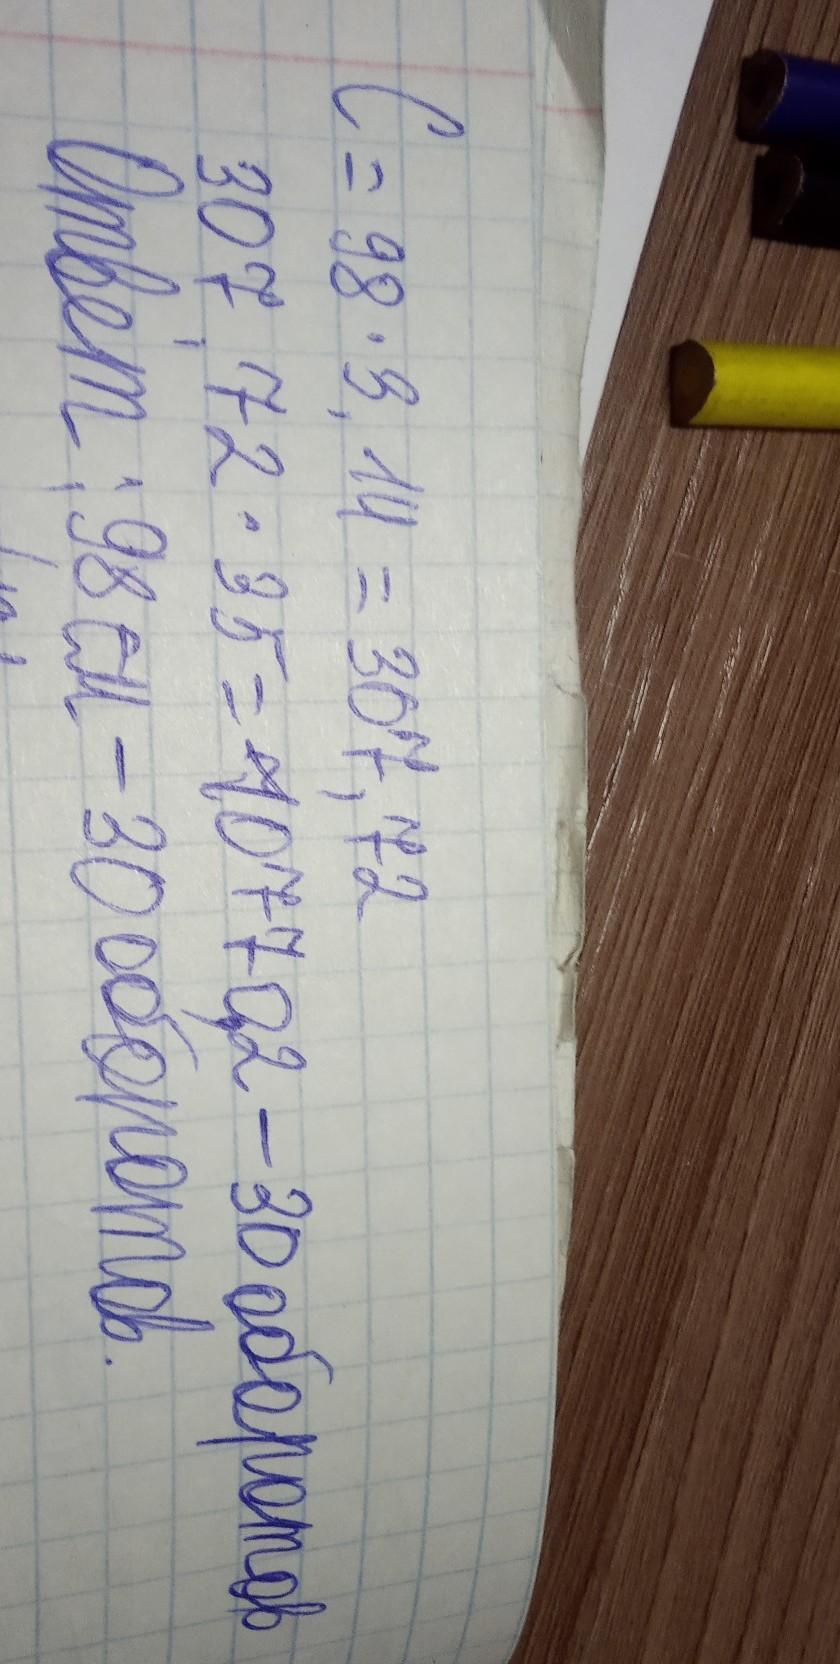 C = 98 · 3,14 = 307,72
307,72 · 35 = 10770,2 – 30 оборотов
Ответ: 98 см – 30 оборотов.